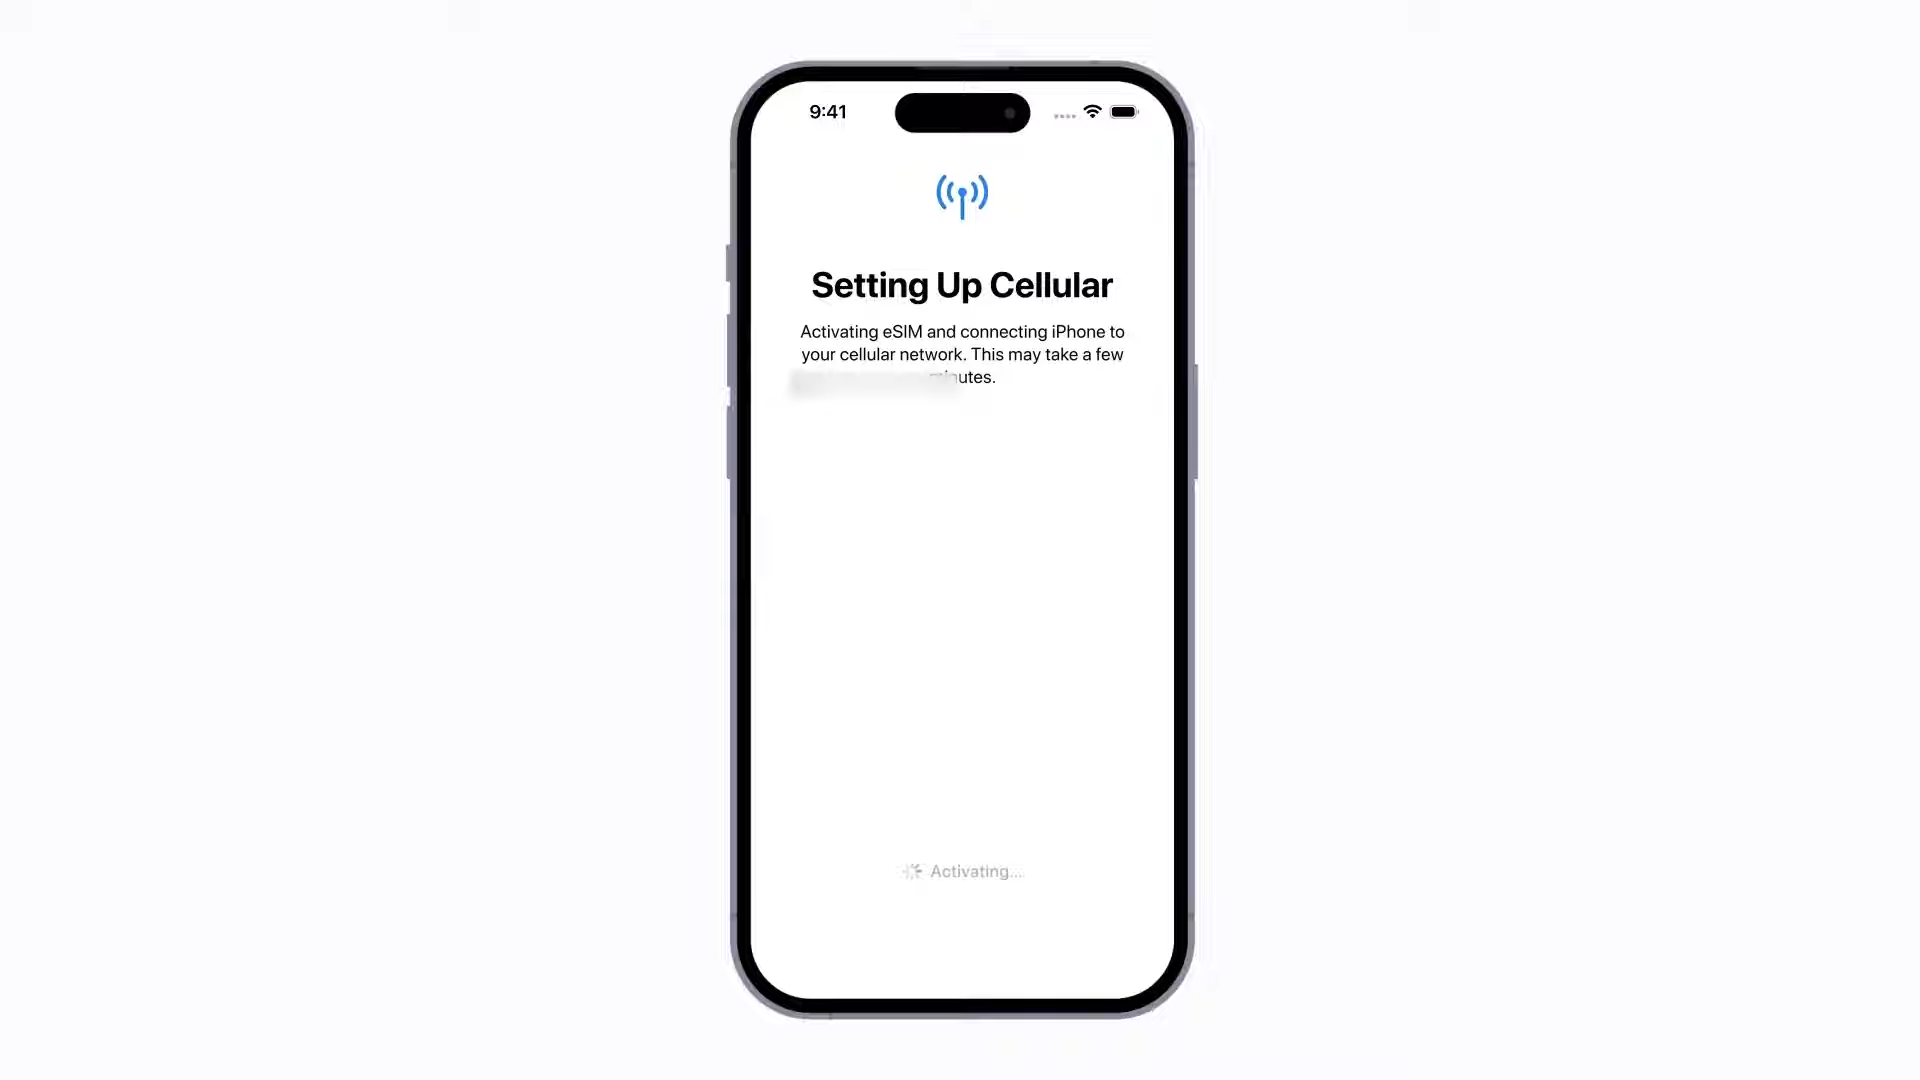 9:41
Setting Up Cellular
Activating eSIM and connecting iPhone to
your cellular network. This may take a few
minutes.
Activating...